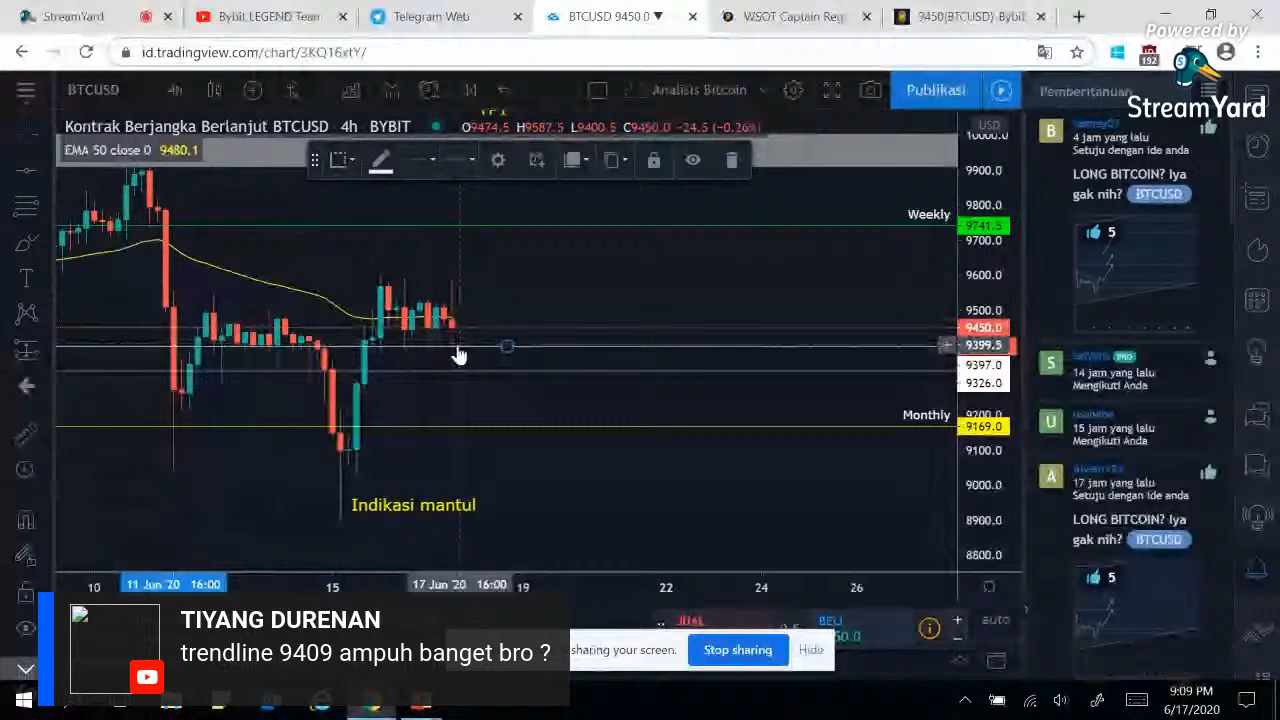 Bybit.LEGEND Team
Telegram Web
BTCUSD 9450.0 ▼
WSOT Captain Reg
9450(BTCUSD) Bybit
Powered by
id.tradingview.com/chart/3KQ16xtY/
192
StreamYard
BTCUSD
4h
Analisis Bitcoin
Publikasi
Pemberitahuan
Kontrak Berjangka Berlanjut BTCUSD 4h BYBIT
O9474.5 H9587.5 L9400.5 C9450.0 -24.5 (-0.26%)
USD
EMA 50 close 0 9480.1
10000.0
9900.0
9800.0
Weekly
9741.5
9700.0
9600.0
9500.0
9450.0
9399.5
9397.0
9326.0
Monthly
9200.0
9169.0
9100.0
Indikasi mantul
9000.0
8900.0
8800.0
10
11 Jun '20 16:00
15
17 Jun '20 16:00
19
22
24
26
B
4 jam yang lalu
Setuju dengan ide anda
LONG BITCOIN? Iya
gak nih? BTCUSD
5
S
PRO
14 jam yang lalu
Mengikuti Anda
U
15 jam yang lalu
Mengikuti Anda
A
17 jam yang lalu
Setuju dengan ide anda
LONG BITCOIN? Iya
gak nih? BTCUSD
5
JUAL
BELI
auto
TIYANG DURENAN
trendline 9409 ampuh banget bro ?
sharing your screen.
Stop sharing
Hide
9:09 PM
6/17/2020